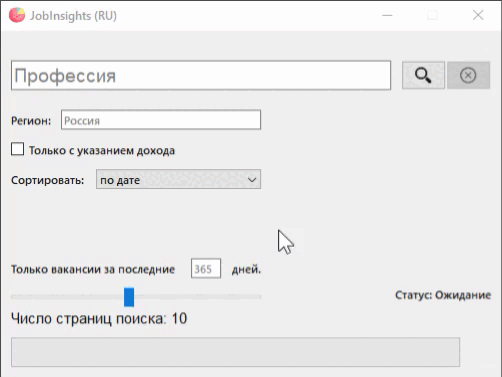 JobInsights (RU)
Профессия
Регион: Россия
Только с указанием дохода
Сортировать: по дате
Только вакансии за последние 365 дней.
Статус: Ожидание
Число страниц поиска: 10